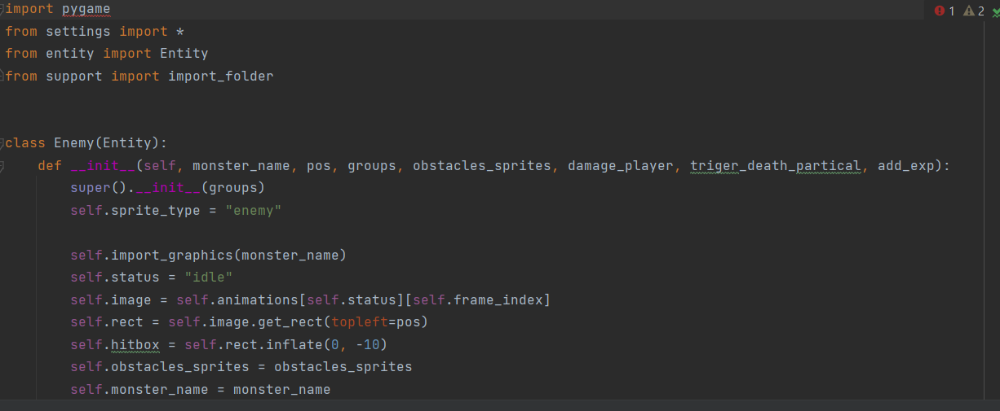 import pygame
1 2
from settings import *
from entity import Entity
from support import import_folder
class Enemy(Entity):
def __init__(self, monster_name, pos, groups, obstacles_sprites, damage_player, triger_death_partical, add_exp):
super().__init__(groups)
self.sprite_type = "enemy"
self.import_graphics(monster_name)
self.status = "idle"
self.image = self.animations[self.status][self.frame_index]
self.rect = self.image.get_rect(topleft=pos)
self.hitbox = self.rect.inflate(0, -10)
self.obstacles_sprites = obstacles_sprites
self.monster_name = monster_name